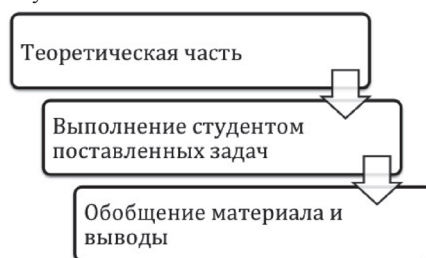 Теоретическая часть
Выполнение студентом
поставленных задач
Обобщение материала и
выводы